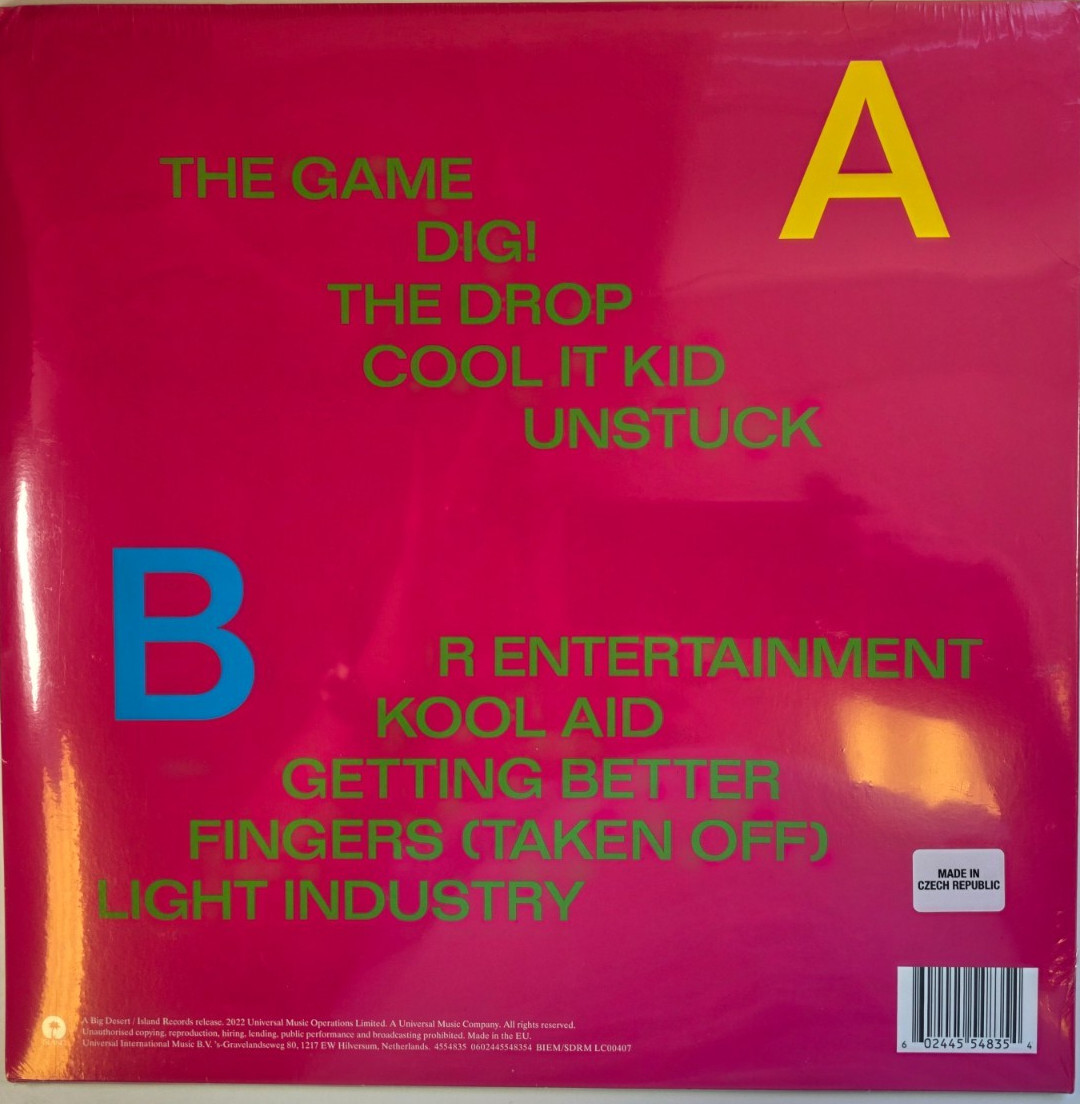 A
THE GAME
DIG!
THE DROP
COOL IT KID
UNSTUCK
B
R ENTERTAINMENT
KOOL AID
GETTING BETTER
FINGERS (TAKEN OFF)
LIGHT INDUSTRY
MADE IN
CZECH REPUBLIC
A Big Desert / Island Records release. 2022 Universal Music Operations Limited. A Universal Music Company. All rights reserved.
Unauthorised copying, reproduction, hiring, lending, public performance and broadcasting prohibited. Made in the EU.
Universal International Music B.V. 's-Gravelandseweg 80, 1217 EW Hilversum, Netherlands. 4554835 0602445548354 BIEM/SDRM LC00407
6 02445 54835 4